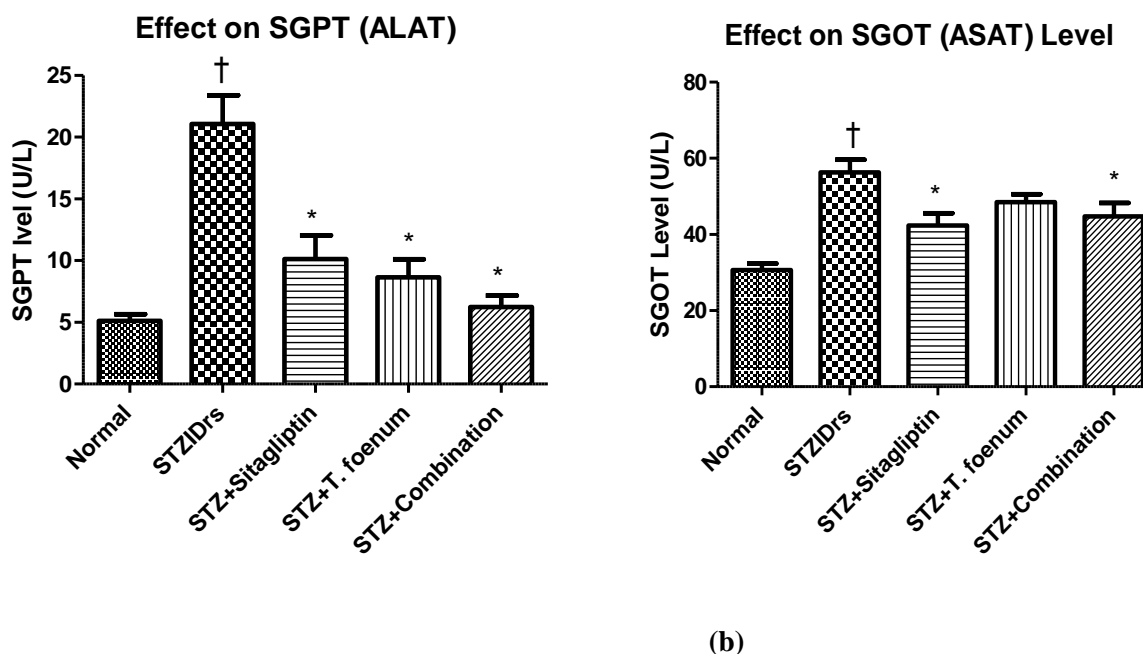 Effect on SGPT (ALAT)
†
25
20
15
10
5
0
SGPT lvel (U/L)
*
*
*
Normal
STZIDrs
STZ+Sitagliptin
STZ+T. foenum
STZ+Combination
Effect on SGOT (ASAT) Level
80
60
40
20
0
SGOT Level (U/L)
†
*
*
Normal
STZIDrs
STZ+Sitagliptin
STZ+T. foenum
STZ+Combination
(b)